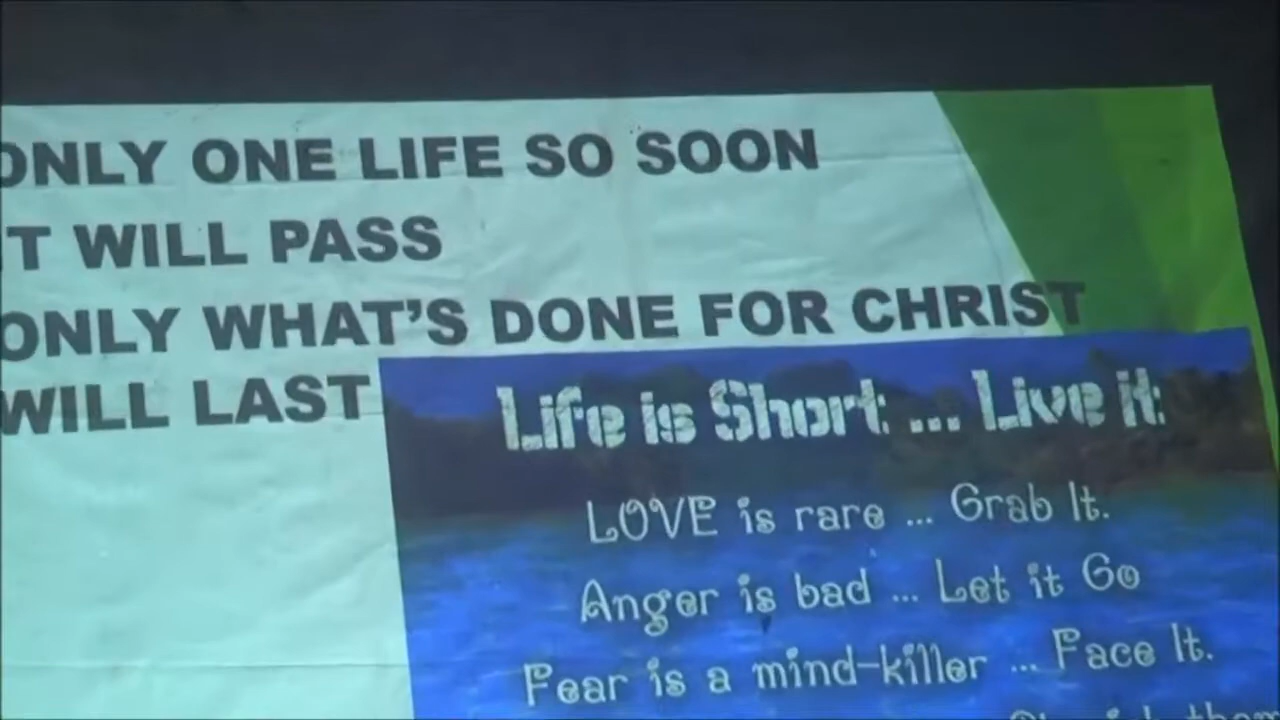 ONLY ONE LIFE SO SOON
IT WILL PASS
ONLY WHAT'S DONE FOR CHRIST
WILL LAST
Life is Short ... Live it:
LOVE is rare ... Grab It.
Anger is bad ... Let it Go
Fear is a mind-killer ... Face It.